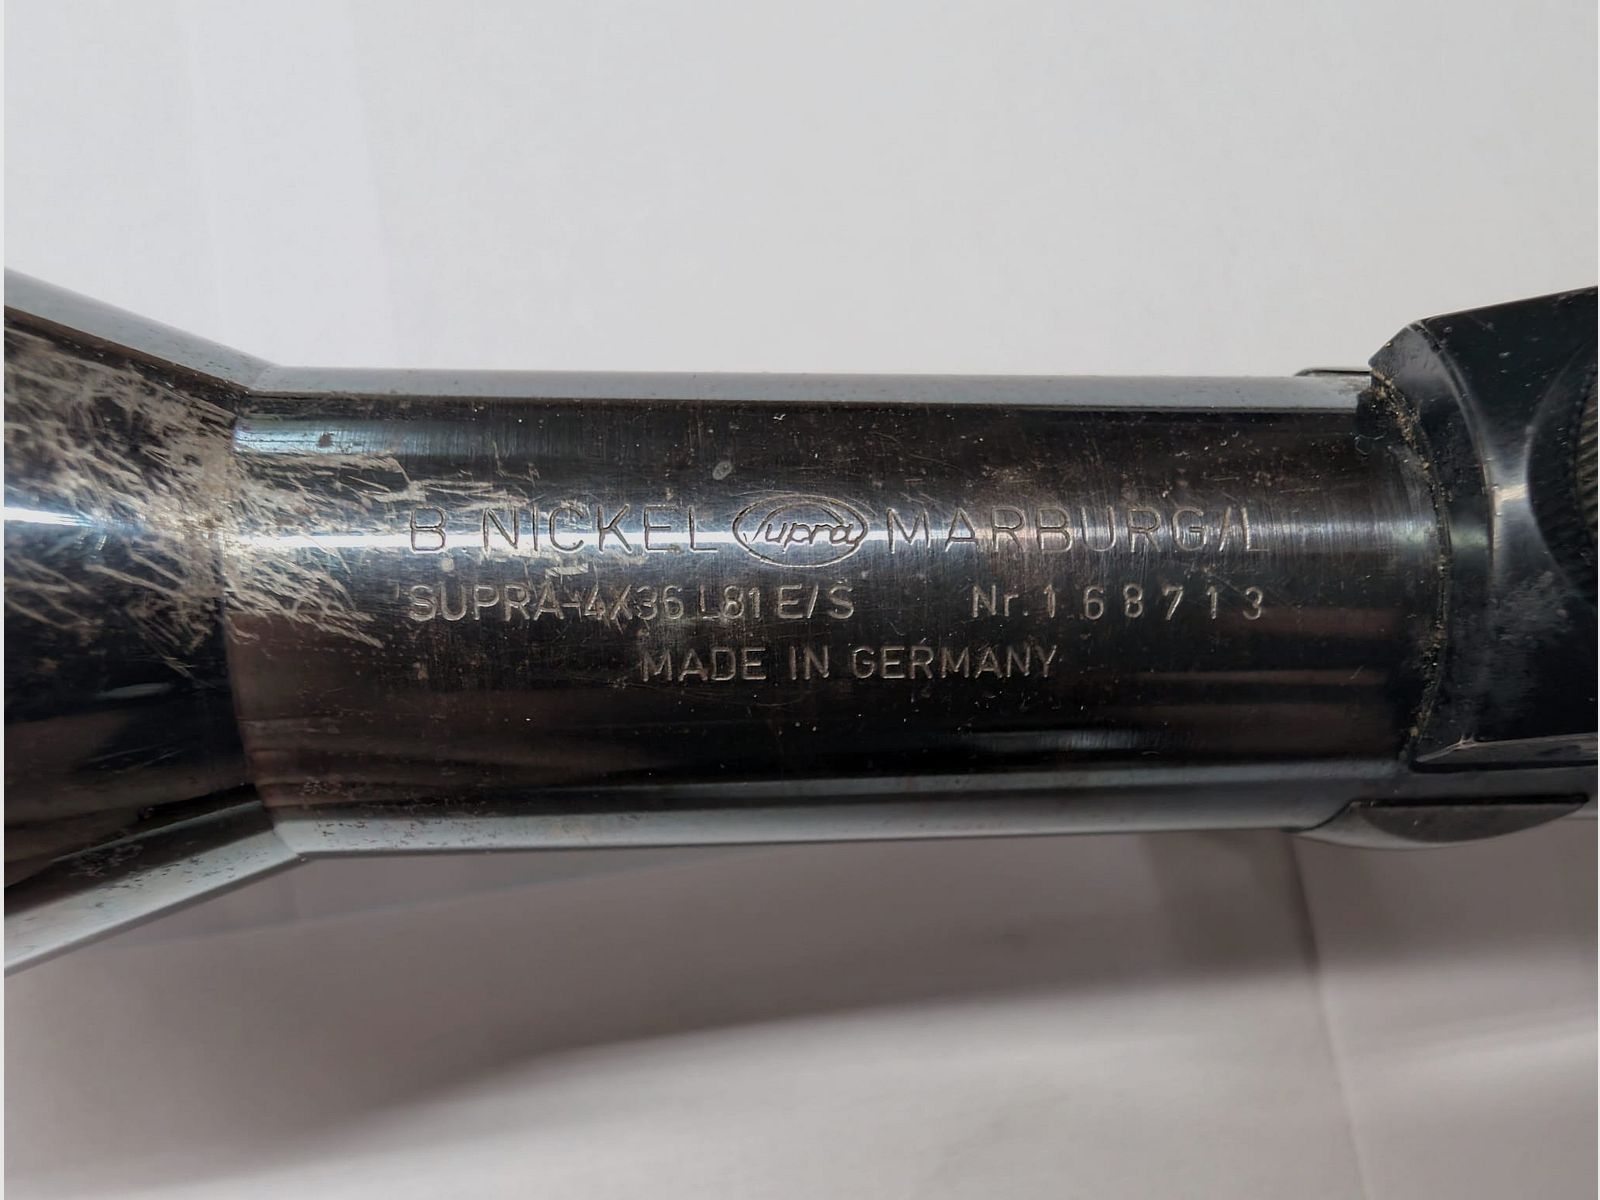 B NICKEL Supra MARBURG/L
SUPRA-4X36 L81 E/S Nr. 168713
MADE IN GERMANY